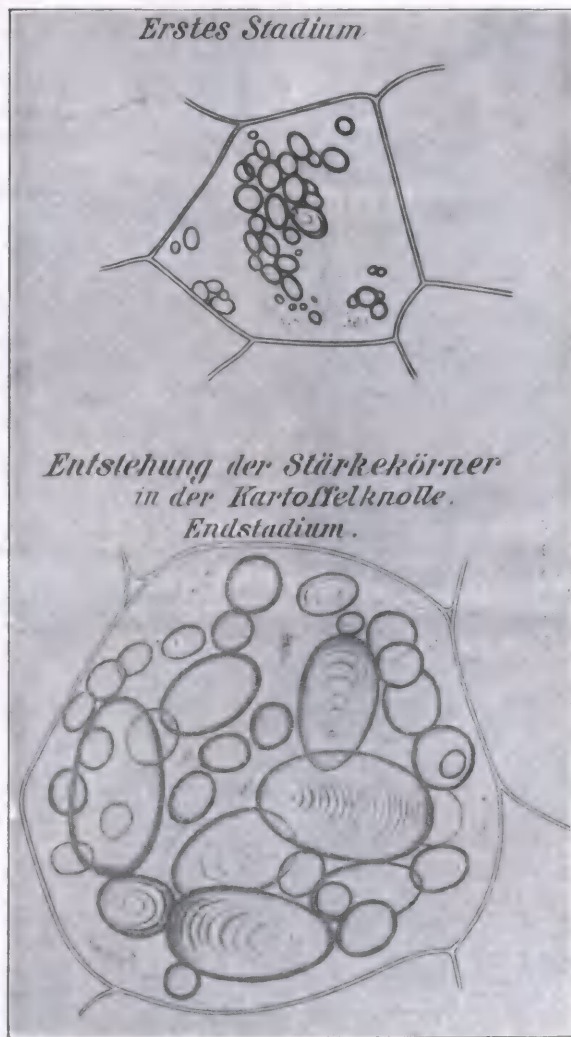 Erstes Stadium
Entstehung der Stärkekörner
in der Kartoffelknolle.
Endstadium.